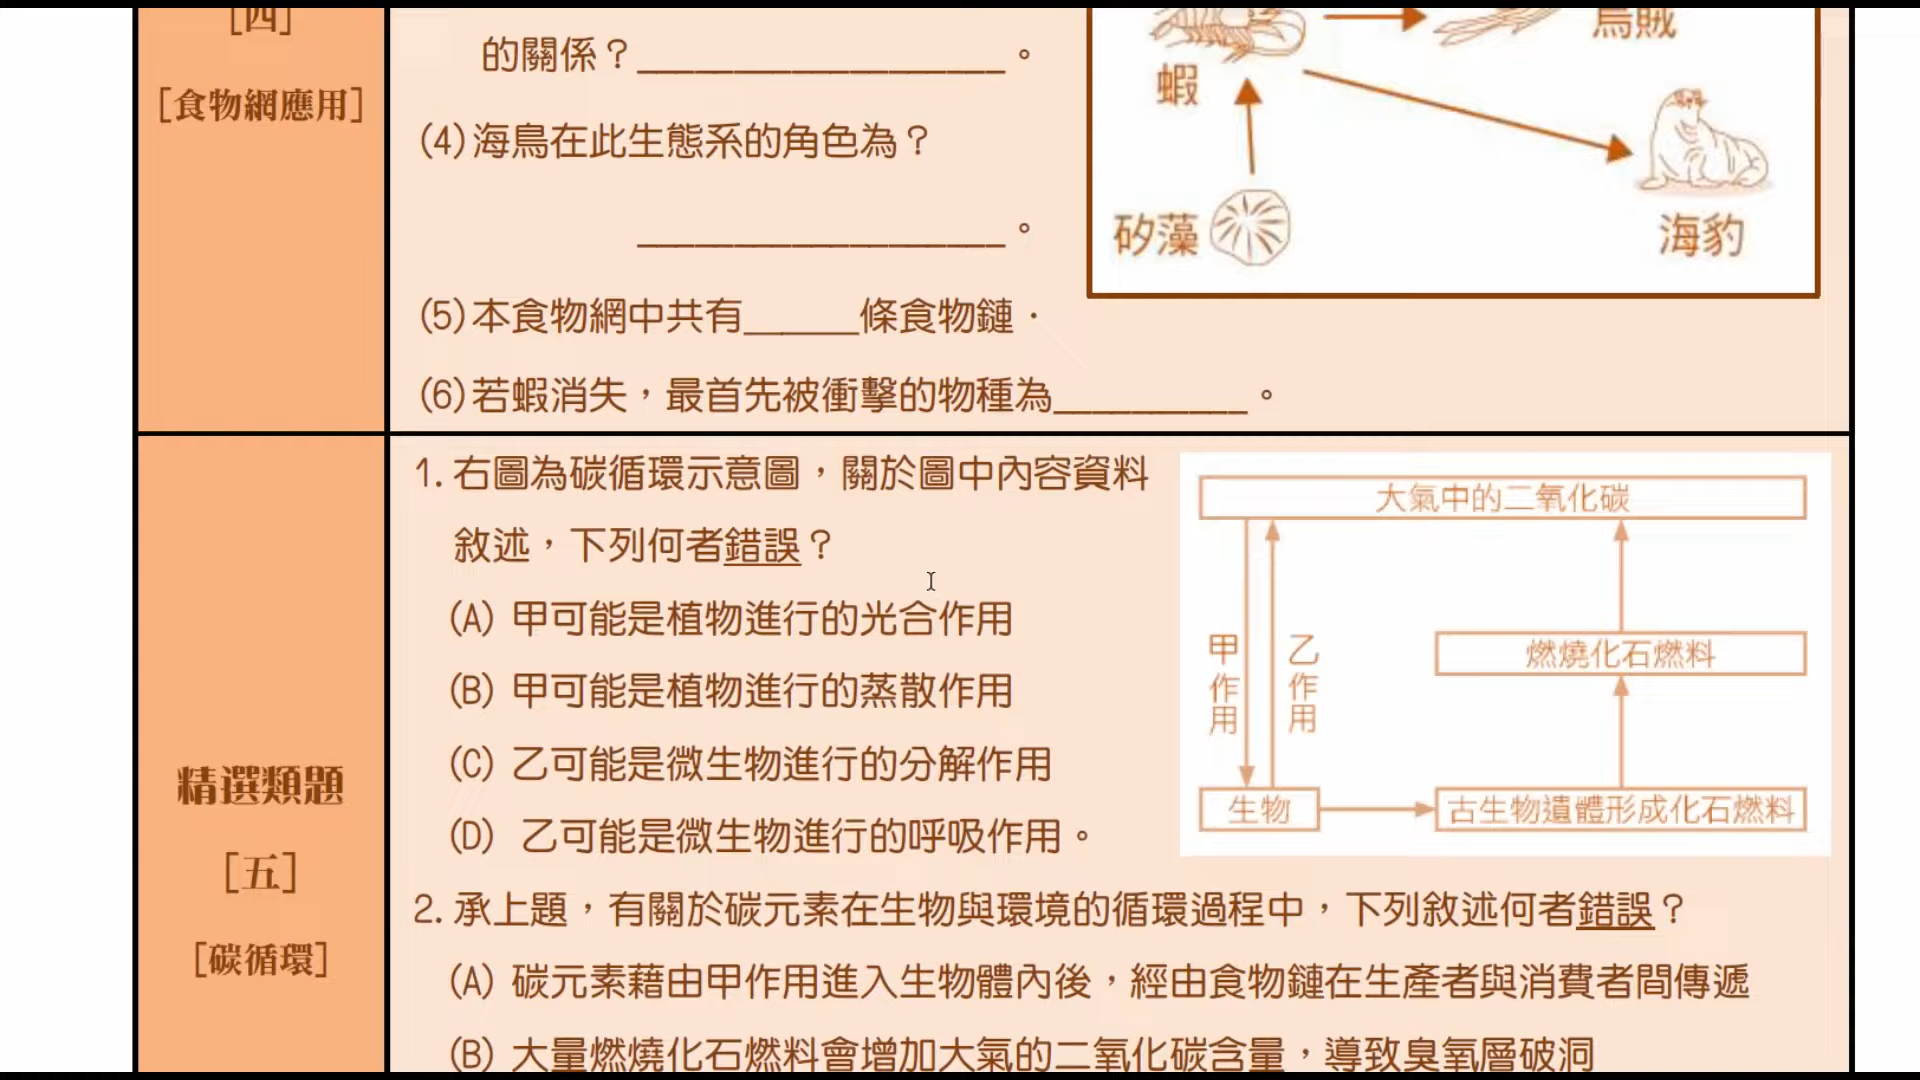 [四]
[食物網應用]
的關係？___________________。
(4)海鳥在此生態系的角色為？
___________________。
(5)本食物網中共有______條食物鏈．
(6)若蝦消失，最首先被衝擊的物種為__________。
烏賊
蝦
矽藻
海豹
精選類題
[五]
[碳循環]
1. 右圖為碳循環示意圖，關於圖中內容資料
敘述，下列何者錯誤？
(A) 甲可能是植物進行的光合作用
(B) 甲可能是植物進行的蒸散作用
(C) 乙可能是微生物進行的分解作用
(D) 乙可能是微生物進行的呼吸作用。
大氣中的二氧化碳
甲作用
乙作用
燃燒化石燃料
生物
古生物遺體形成化石燃料
2. 承上題，有關於碳元素在生物與環境的循環過程中，下列敘述何者錯誤？
(A) 碳元素藉由甲作用進入生物體內後，經由食物鏈在生產者與消費者間傳遞
(B) 大量燃燒化石燃料會增加大氣的二氧化碳含量，導致臭氧層破洞